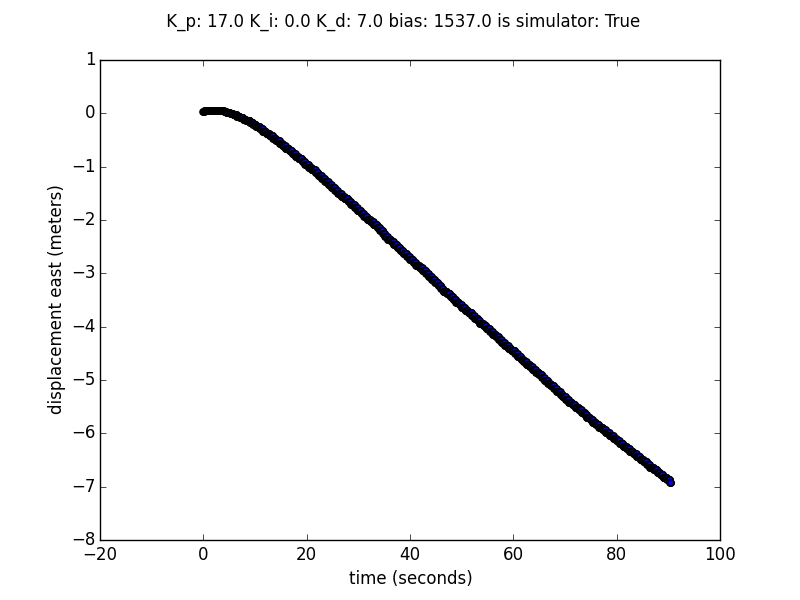 K_p: 17.0 K_i: 0.0 K_d: 7.0 bias: 1537.0 is simulator: True
1
0
−1
−2
−3
−4
−5
−6
−7
−8
displacement east (meters)
−20 0 20 40 60 80 100
time (seconds)